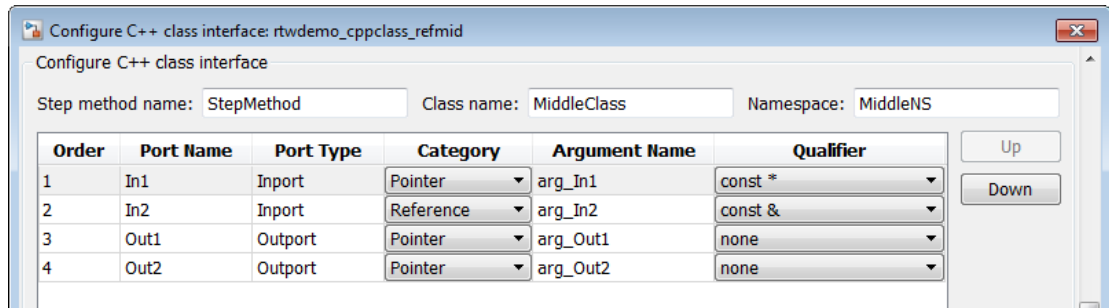 Configure C++ class interface: rtwdemo_cppclass_refmid
Configure C++ class interface
Step method name: StepMethod Class name: MiddleClass Namespace: MiddleNS
Order Port Name Port Type Category Argument Name Qualifier Up
1 In1 Inport Pointer arg_In1 const *
Down
2 In2 Inport Reference arg_In2 const &
3 Out1 Outport Pointer arg_Out1 none
4 Out2 Outport Pointer arg_Out2 none